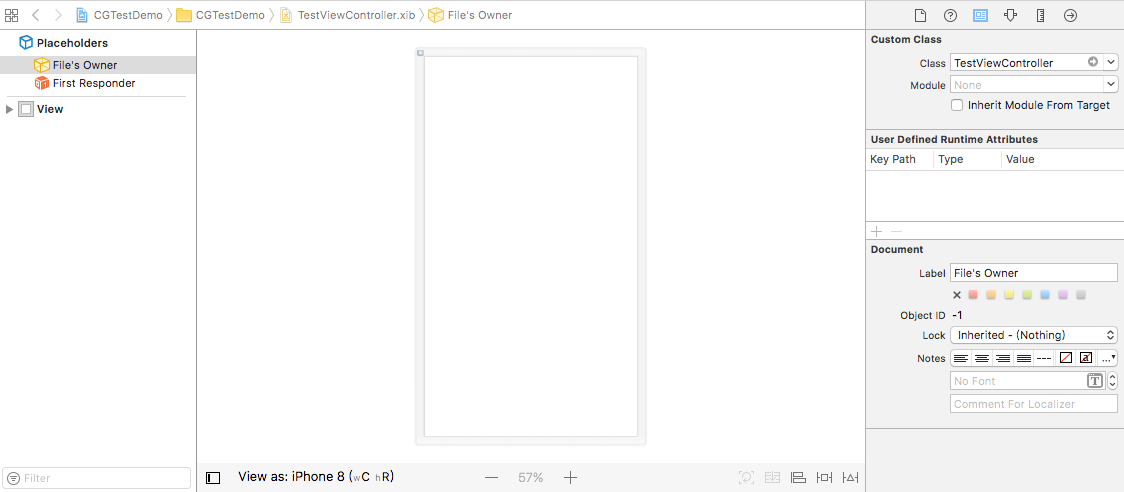 CGTestDemo CGTestDemo TestViewController.xib File's Owner
Placeholders
File's Owner
First Responder
View
Filter
View as: iPhone 8 (wC hR)
57%
Custom Class
Class TestViewController
Module None
Inherit Module From Target
User Defined Runtime Attributes
Key Path Type Value
Document
Label File's Owner
Object ID -1
Lock Inherited - (Nothing)
Notes
No Font
Comment For Localizer